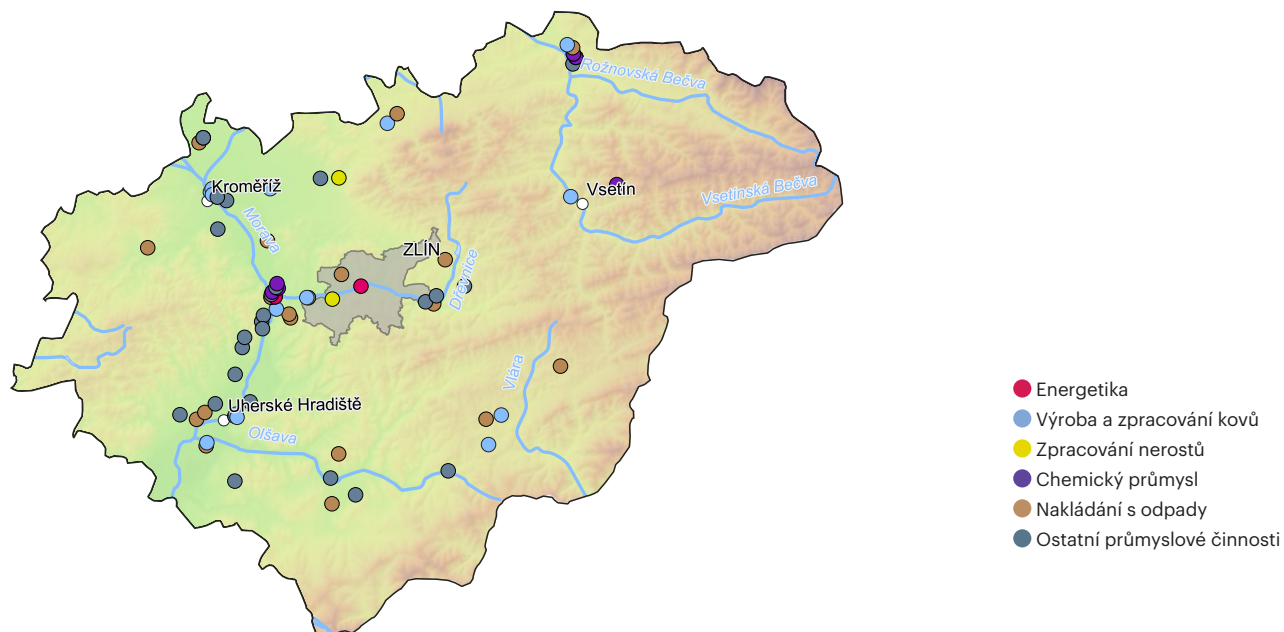 Rožnovská Bečva
Kroměříž
Vsetín
Vsetínská Bečva
Morava
ZLÍN
Dřevnice
Vlára
Uherské Hradiště
Olšava
Energetika
Výroba a zpracování kovů
Zpracování nerostů
Chemický průmysl
Nakládání s odpady
Ostatní průmyslové činnosti